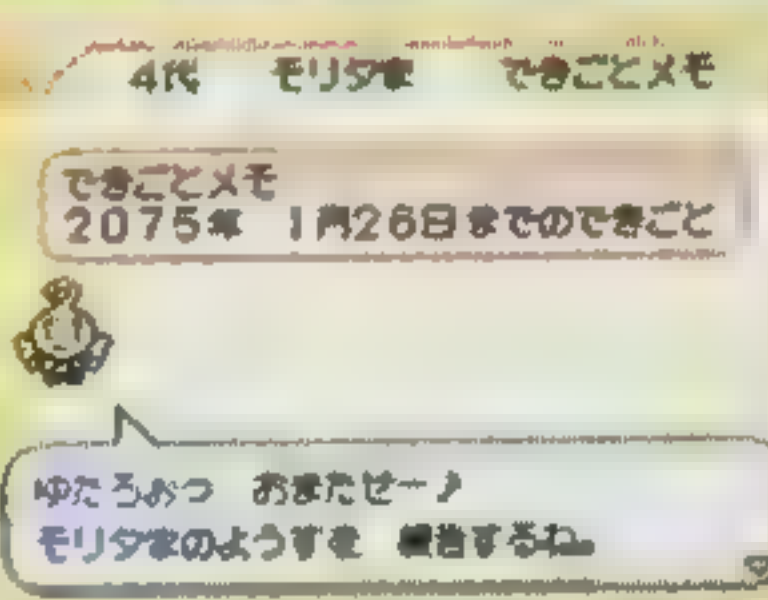 4代 モリタ家 できごとメモ
できごとメモ
2075年 1月26日までのできごと
ゆたろおつ おまたせー♪
モリタ家のようすを 報告するね。